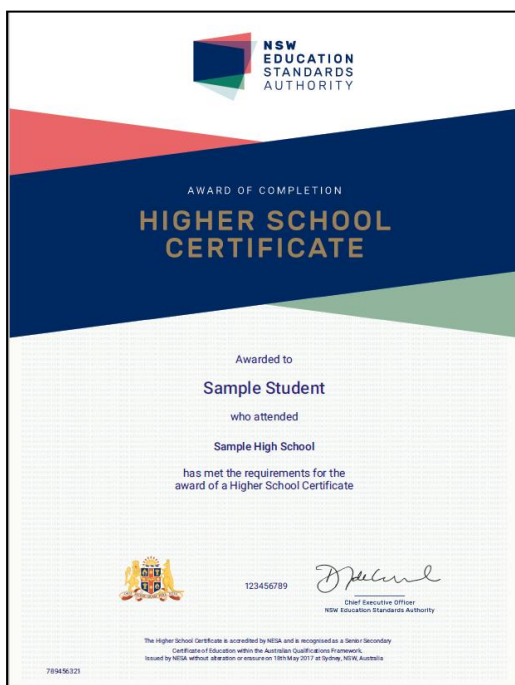 NSW
EDUCATION
STANDARDS
AUTHORITY
AWARD OF COMPLETION
HIGHER SCHOOL
CERTIFICATE
Awarded to
Sample Student
who attended
Sample High School
has met the requirements for the
award of a Higher School Certificate
123456789
Chief Executive Officer
NSW Education Standards Authority
The Higher School Certificate is accredited by NESA and is recognised as a Senior Secondary
Certificate of Education within the Australian Qualifications Framework.
Issued by NESA without alteration or erasure on 18th May 2017 at Sydney, NSW, Australia
789456321